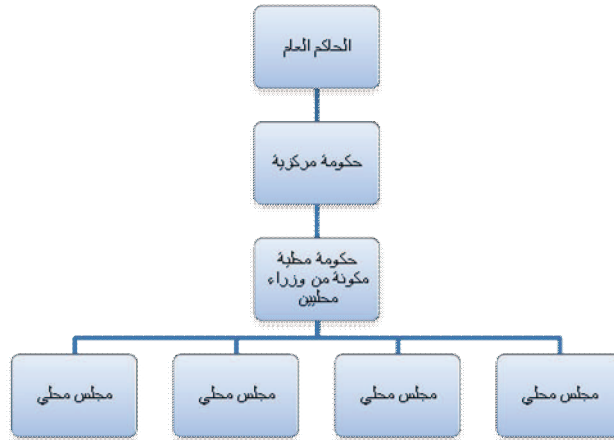 الحاكم العام
حكومة مركزية
حكومة محلية
مكونة من وزراء
محليين
مجلس محلي
مجلس محلي
مجلس محلي
مجلس محلي